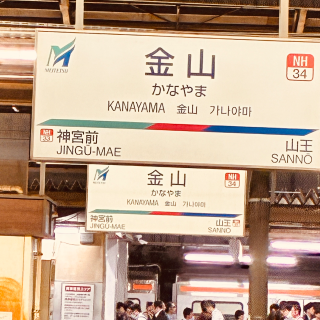 MEITETSU
金山
NH
34
かなやま
KANAYAMA 金山 가나야마
NH
33
神宮前
JINGŪ-MAE
山王
SANNŌ
金山
NH
34
かなやま
KANAYAMA 金山 가나야마
神宮前
JINGŪ-MAE
山王
SANNŌ